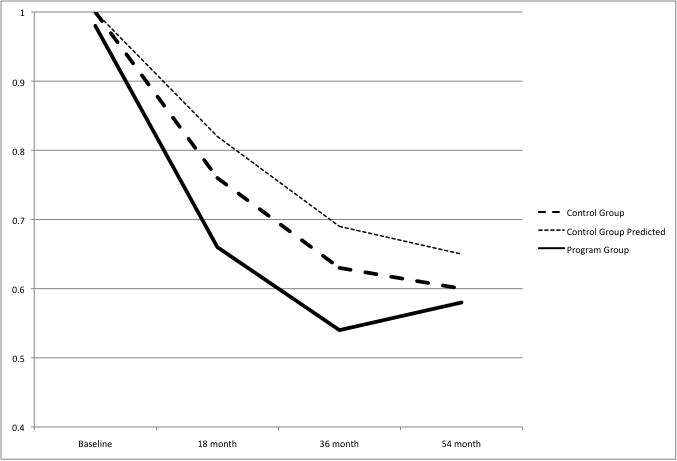 1
0.9
0.8
0.7
0.6
0.5
0.4
Baseline
18 month
36 month
54 month
Control Group
Control Group Predicted
Program Group